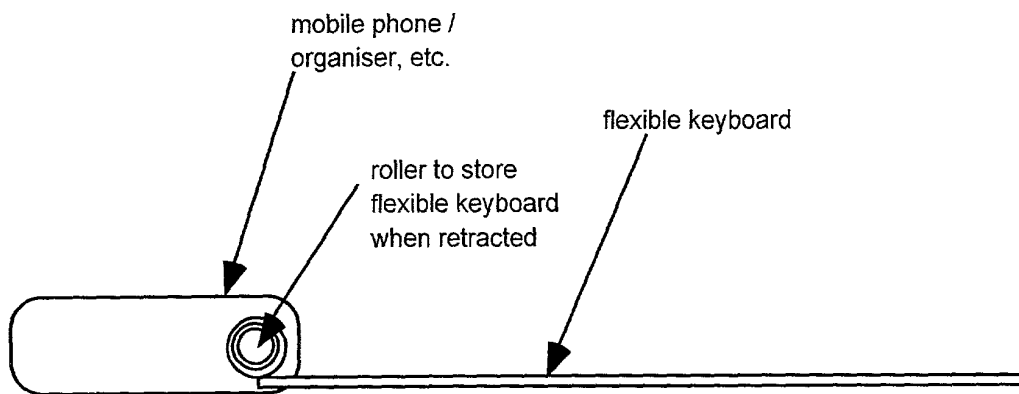 mobile phone /
organiser, etc.
flexible keyboard
roller to store
flexible keyboard
when retracted